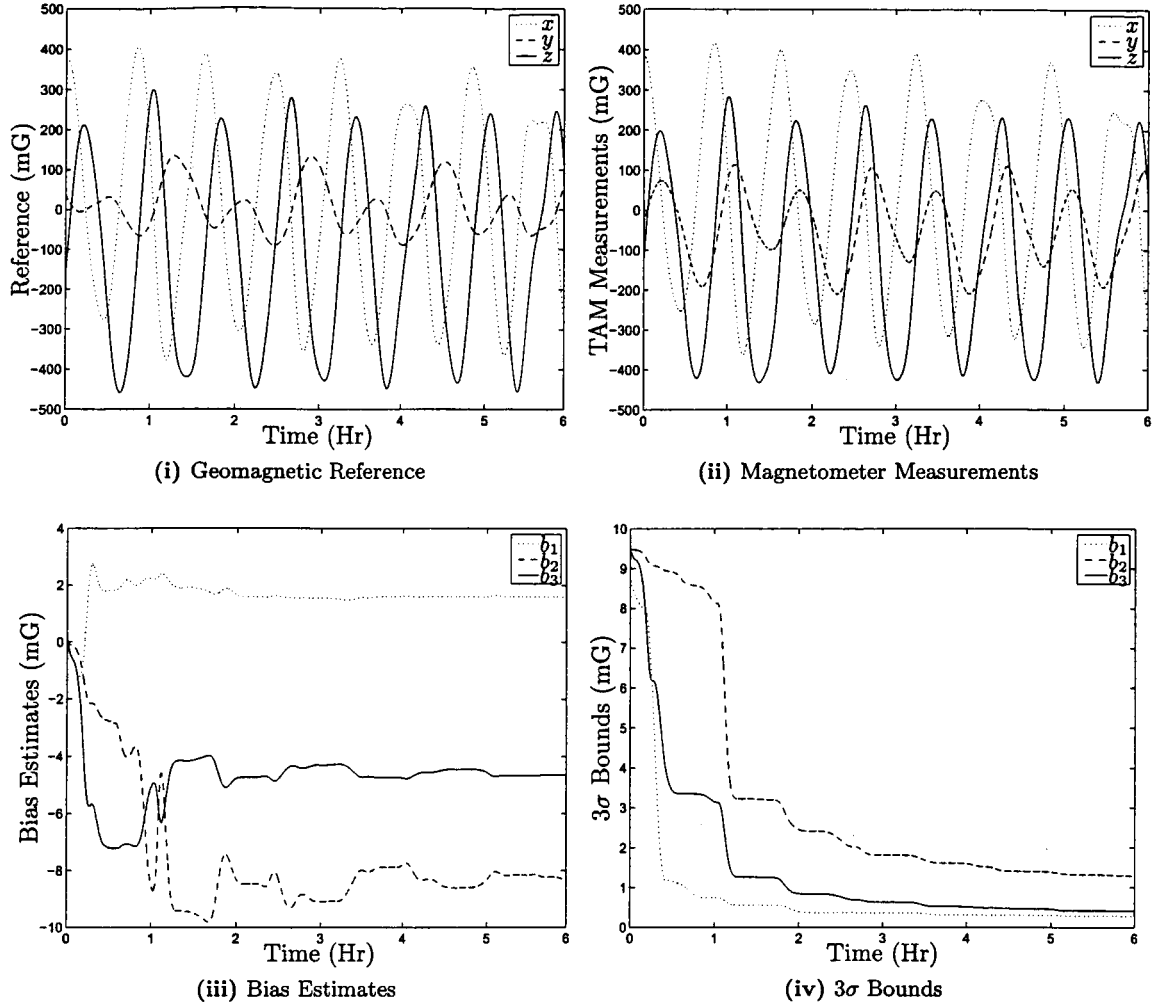 500
400
300
200
100
0
−100
−200
−300
−400
−500
Reference (mG)
x
y
z
0 1 2 3 4 5 6
Time (Hr)
(i) Geomagnetic Reference
500
400
300
200
100
0
−100
−200
−300
−400
−500
TAM Measurements (mG)
x
y
z
0 1 2 3 4 5 6
Time (Hr)
(ii) Magnetometer Measurements
4
2
0
−2
−4
−6
−8
−10
Bias Estimates (mG)
b₁
b₂
b₃
0 1 2 3 4 5 6
Time (Hr)
(iii) Bias Estimates
10
9
8
7
6
5
4
3
2
1
0
3σ Bounds (mG)
b₁
b₂
b₃
0 1 2 3 4 5 6
Time (Hr)
(iv) 3σ Bounds